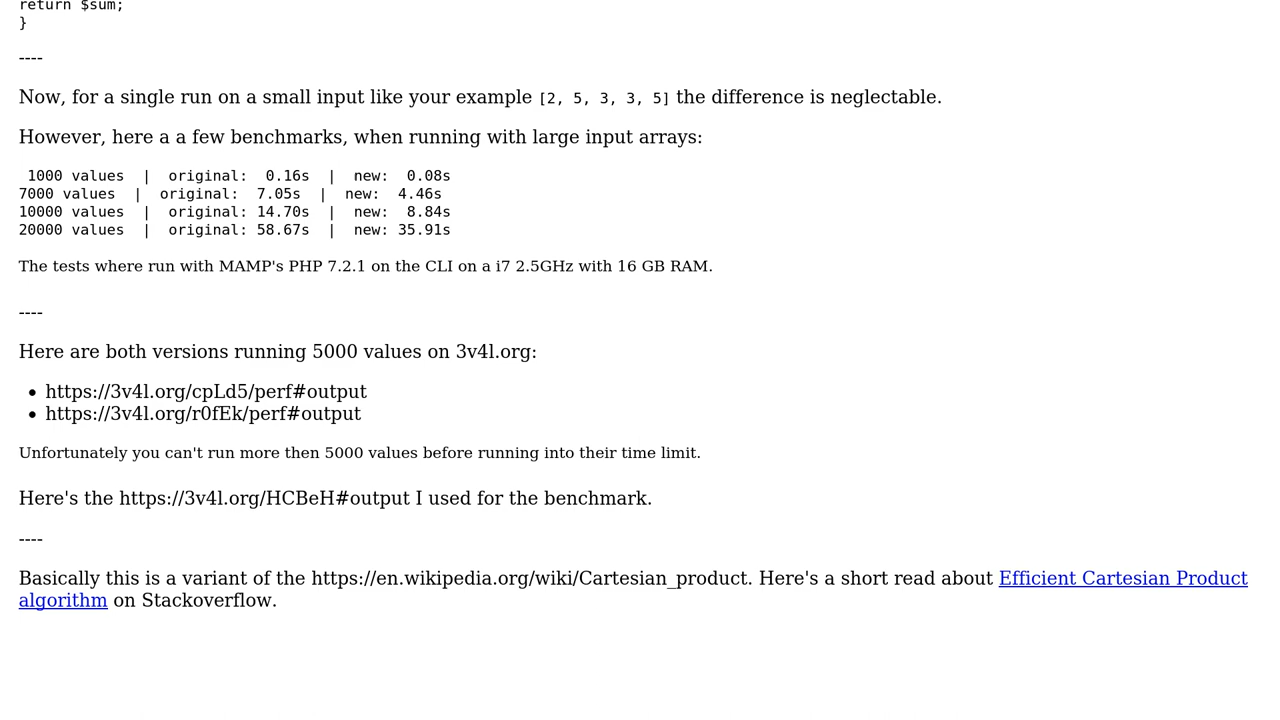 return $sum;
}
----
Now, for a single run on a small input like your example [2, 5, 3, 3, 5] the difference is neglectable.
However, here a a few benchmarks, when running with large input arrays:
1000 values  |  original:  0.16s  |  new:  0.08s
7000 values  |  original:  7.05s  |  new:  4.46s
10000 values  |  original: 14.70s  |  new:  8.84s
20000 values  |  original: 58.67s  |  new: 35.91s
The tests where run with MAMP's PHP 7.2.1 on the CLI on a i7 2.5GHz with 16 GB RAM.
----
Here are both versions running 5000 values on 3v4l.org:
• https://3v4l.org/cpLd5/perf#output
• https://3v4l.org/r0fEk/perf#output
Unfortunately you can't run more then 5000 values before running into their time limit.
Here's the https://3v4l.org/HCBeH#output I used for the benchmark.
----
Basically this is a variant of the https://en.wikipedia.org/wiki/Cartesian_product. Here's a short read about Efficient Cartesian Product
algorithm on Stackoverflow.